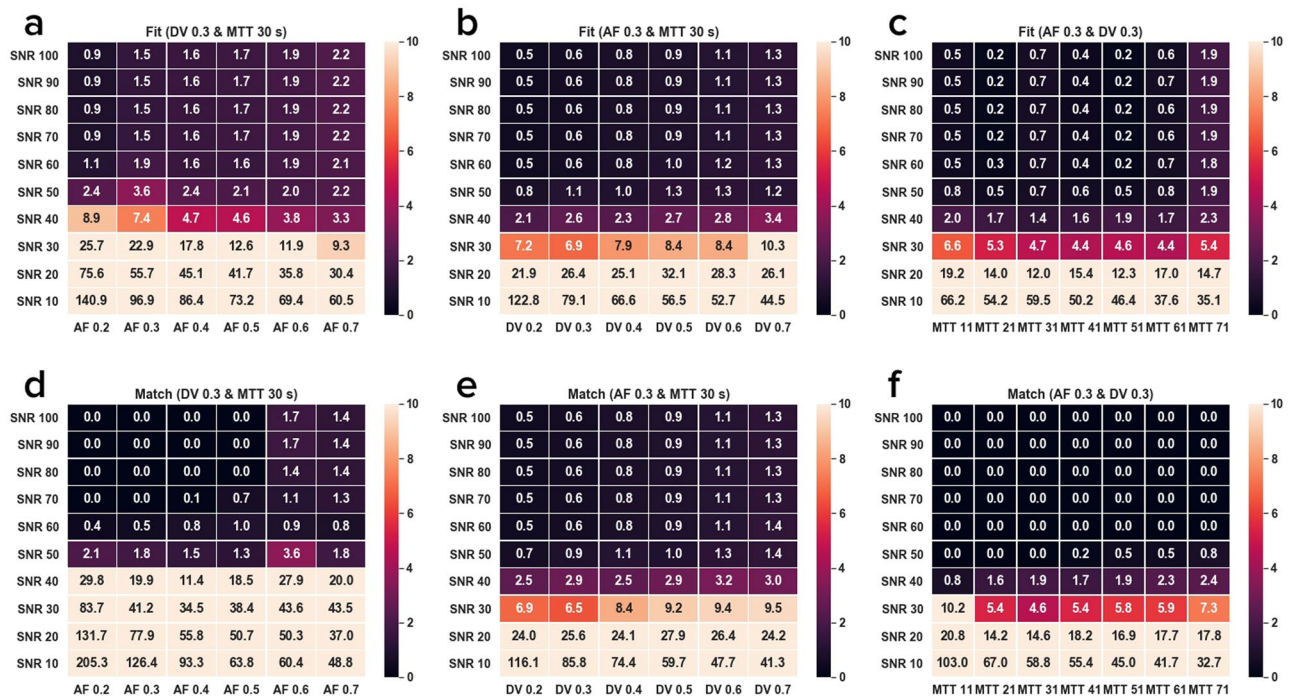 a
Fit (DV 0.3 & MTT 30 s)
SNR 100 0.9 1.5 1.6 1.7 1.9 2.2
SNR 90 0.9 1.5 1.6 1.7 1.9 2.2
SNR 80 0.9 1.5 1.6 1.7 1.9 2.2
SNR 70 0.9 1.5 1.6 1.7 1.9 2.2
SNR 60 1.1 1.9 1.6 1.6 1.9 2.1
SNR 50 2.4 3.6 2.4 2.1 2.0 2.2
SNR 40 8.9 7.4 4.7 4.6 3.8 3.3
SNR 30 25.7 22.9 17.8 12.6 11.9 9.3
SNR 20 75.6 55.7 45.1 41.7 35.8 30.4
SNR 10 140.9 96.9 86.4 73.2 69.4 60.5
AF 0.2 AF 0.3 AF 0.4 AF 0.5 AF 0.6 AF 0.7
10
8
6
4
2
0
b
Fit (AF 0.3 & MTT 30 s)
0.5 0.6 0.8 0.9 1.1 1.3
0.5 0.6 0.8 0.9 1.1 1.3
0.5 0.6 0.8 0.9 1.1 1.3
0.5 0.6 0.8 0.9 1.1 1.3
0.5 0.6 0.8 1.0 1.2 1.3
0.8 1.1 1.0 1.3 1.3 1.2
2.1 2.6 2.3 2.7 2.8 3.4
7.2 6.9 7.9 8.4 8.4 10.3
21.9 26.4 25.1 32.1 28.3 26.1
122.8 79.1 66.6 56.5 52.7 44.5
SNR 100
SNR 90
SNR 80
SNR 70
SNR 60
SNR 50
SNR 40
SNR 30
SNR 20
SNR 10
DV 0.2 DV 0.3 DV 0.4 DV 0.5 DV 0.6 DV 0.7
10
8
6
4
2
0
c
Fit (AF 0.3 & DV 0.3)
SNR 100 0.5 0.2 0.7 0.4 0.2 0.6 1.9
SNR 90 0.5 0.2 0.7 0.4 0.2 0.7 1.9
SNR 80 0.5 0.2 0.7 0.4 0.2 0.6 1.9
SNR 70 0.5 0.2 0.7 0.4 0.2 0.6 1.9
SNR 60 0.5 0.3 0.7 0.4 0.2 0.7 1.8
SNR 50 0.8 0.5 0.7 0.6 0.5 0.8 1.9
SNR 40 2.0 1.7 1.4 1.6 1.9 1.7 2.3
SNR 30 6.6 5.3 4.7 4.4 4.6 4.4 5.4
SNR 20 19.2 14.0 12.0 15.4 12.3 17.0 14.7
SNR 10 66.2 54.2 59.5 50.2 46.4 37.6 35.1
MTT 11 MTT 21 MTT 31 MTT 41 MTT 51 MTT 61 MTT 71
10
8
6
4
2
0
d
Match (DV 0.3 & MTT 30 s)
SNR 100 0.0 0.0 0.0 0.0 1.7 1.4
SNR 90 0.0 0.0 0.0 0.0 1.7 1.4
SNR 80 0.0 0.0 0.0 0.0 1.4 1.4
SNR 70 0.0 0.0 0.1 0.7 1.1 1.3
SNR 60 0.4 0.5 0.8 1.0 0.9 0.8
SNR 50 2.1 1.8 1.5 1.3 3.6 1.8
SNR 40 29.8 19.9 11.4 18.5 27.9 20.0
SNR 30 83.7 41.2 34.5 38.4 43.6 43.5
SNR 20 131.7 77.9 55.8 50.7 50.3 37.0
SNR 10 205.3 126.4 93.3 63.8 60.4 48.8
AF 0.2 AF 0.3 AF 0.4 AF 0.5 AF 0.6 AF 0.7
10
8
6
4
2
0
e
Match (AF 0.3 & MTT 30 s)
SNR 100 0.5 0.6 0.8 0.9 1.1 1.3
SNR 90 0.5 0.6 0.8 0.9 1.1 1.3
SNR 80 0.5 0.6 0.8 0.9 1.1 1.3
SNR 70 0.5 0.6 0.8 0.9 1.1 1.3
SNR 60 0.5 0.6 0.8 0.9 1.1 1.4
SNR 50 0.7 0.9 1.1 1.0 1.3 1.4
SNR 40 2.5 2.9 2.5 2.9 3.2 3.0
SNR 30 6.9 6.5 8.4 9.2 9.4 9.5
SNR 20 24.0 25.6 24.1 27.9 26.4 24.2
SNR 10 116.1 85.8 74.4 59.7 47.7 41.3
DV 0.2 DV 0.3 DV 0.4 DV 0.5 DV 0.6 DV 0.7
10
8
6
4
2
0
f
Match (AF 0.3 & DV 0.3)
SNR 100 0.0 0.0 0.0 0.0 0.0 0.0 0.0
SNR 90 0.0 0.0 0.0 0.0 0.0 0.0 0.0
SNR 80 0.0 0.0 0.0 0.0 0.0 0.0 0.0
SNR 70 0.0 0.0 0.0 0.0 0.0 0.0 0.0
SNR 60 0.0 0.0 0.0 0.0 0.0 0.0 0.0
SNR 50 0.0 0.0 0.0 0.2 0.5 0.5 0.8
SNR 40 0.8 1.6 1.9 1.7 1.9 2.3 2.4
SNR 30 10.2 5.4 4.6 5.4 5.8 5.9 7.3
SNR 20 20.8 14.2 14.6 18.2 16.9 17.7 17.8
SNR 10 103.0 67.0 58.8 55.4 45.0 41.7 32.7
MTT 11 MTT 21 MTT 31 MTT 41 MTT 51 MTT 61 MTT 71
10
8
6
4
2
0